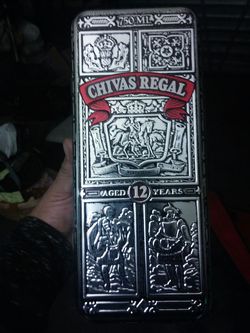 750 ML
CHIVAS REGAL
AGED 12 YEARS